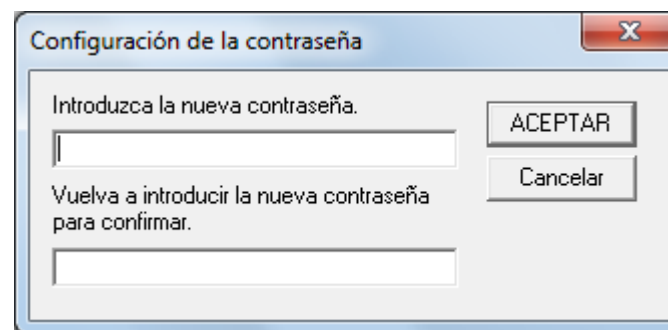 Configuración de la contraseña
Introduzca la nueva contraseña.
ACEPTAR
Cancelar
Vuelva a introducir la nueva contraseña
para confirmar.